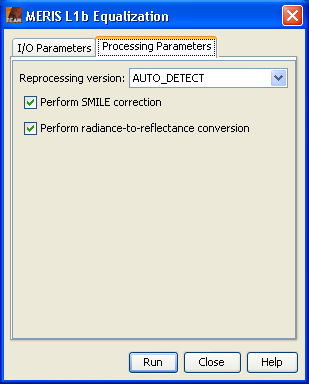 MERIS L1b Equalization
I/O Parameters Processing Parameters
Reprocessing version: AUTO_DETECT
Perform SMILE correction
Perform radiance-to-reflectance conversion
Run Close Help